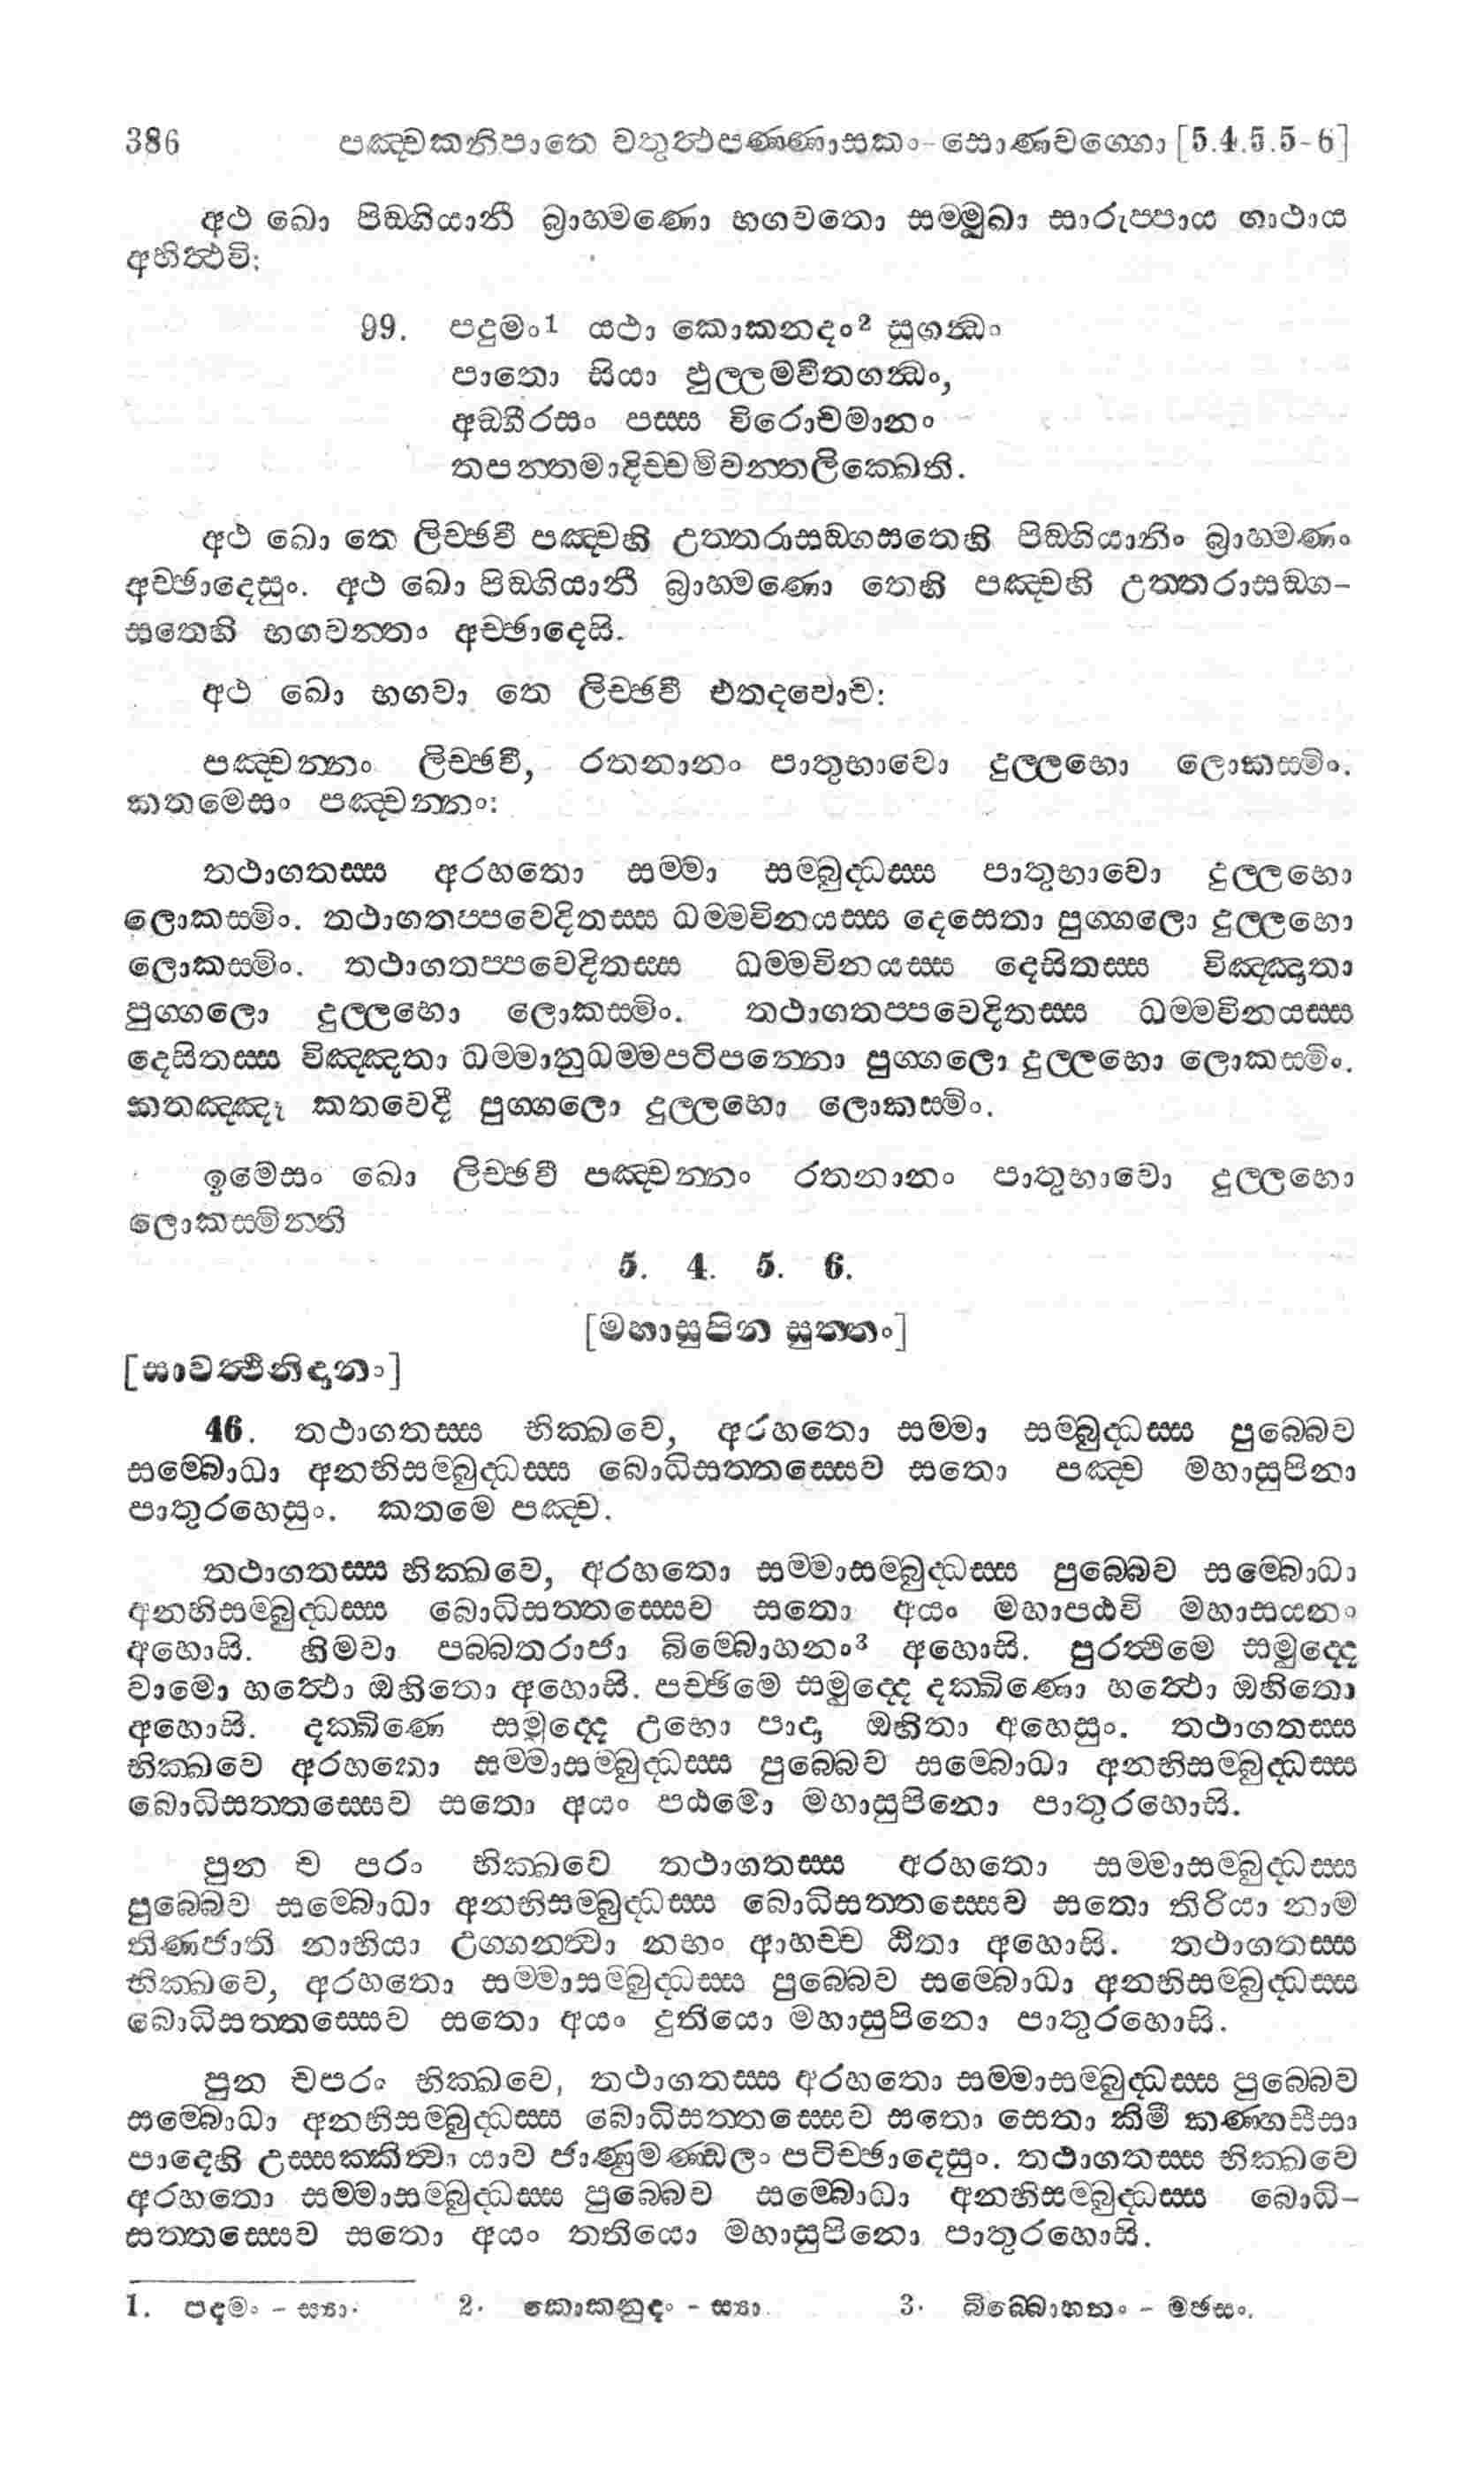 386 පඤ්චකනිපාතෙ චතුත්ථපණ්ණාසකං-සොණවග්ගො [5.4.5.5-6]
අථ ඛො පිඞ්ගියානී බ්‍රාහ්මණො භගවතො සම්මුඛා සාරුප්පාය ගාථාය
අභිත්ථවි:
99. පදුමං1 යථා කොකනදං2 සුගන්ධං
පාතො සියා ඵුල්ලමවීතගන්ධං,
අඞ්ගීරසං පස්ස විරොචමානං
තපන්තමාදිච්චමිවන්තලික්ඛෙති.
අථ ඛො තෙ ලිච්ඡවී පඤ්චහි උත්තරාසඞ්ගසතෙහි පිඞ්ගියානිං බ්‍රාහ්මණං
අච්ඡාදෙසුං. අථ ඛො පිඞ්ගියානී බ්‍රාහ්මණො තෙහි පඤ්චහි උත්තරාසඞ්ග-
සතෙහි භගවන්තං අච්ඡාදෙසි.
අථ ඛො භගවා තෙ ලිච්ඡවී එතදවොච:
පඤ්චන්නං ලිච්ඡවී, රතනානං පාතුභාවො දුල්ලභො ලොකස්මිං.
කතමෙසං පඤ්චන්නං:
තථාගතස්ස අරහතො සම්මා සම්බුද්ධස්ස පාතුභාවො දුල්ලභො
ලොකස්මිං. තථාගතප්පවෙදිතස්ස ධම්මවිනයස්ස දෙසෙතා පුග්ගලො දුල්ලභො
ලොකස්මිං. තථාගතප්පවෙදිතස්ස ධම්මවිනයස්ස දෙසිතස්ස විඤ්ඤාතා
පුග්ගලො දුල්ලභො ලොකස්මිං. තථාගතප්පවෙදිතස්ස ධම්මවිනයස්ස
දෙසිතස්ස විඤ්ඤතා ධම්මානුධම්මපටිපන්නො පුග්ගලො දුල්ලභො ලොකස්මිං.
කතඤ්ඤූ කතවෙදී පුග්ගලො දුල්ලභො ලොකස්මිං.
ඉමෙසං ඛො ලිච්ඡවී පඤ්චන්නං රතනානං පාතුභාවො දුල්ලභො
ලොකස්මින්ති
5. 4. 5. 6.
[මහාසුපින සුත්තං]
[සාවත්ථිනිදානං]
46. තථාගතස්ස භික්ඛවෙ, අරහතො සම්මා සම්බුද්ධස්ස පුබ්බෙව
සම්බොධා අනභිසම්බුද්ධස්ස බොධිසත්තස්සෙව සතො පඤ්ච මහාසුපිනා
පාතුරහෙසුං. කතමෙ පඤ්ච.
තථාගතස්ස භික්ඛවෙ, අරහතො සම්මාසම්බුද්ධස්ස පුබ්බෙව සම්බොධා
අනභිසම්බුද්ධස්ස බොධිසත්තස්සෙව සතො අයං මහාපඨවි මහාසයනං
අහොසි. හිමවා පබ්බතරාජා බිම්බොහනං3 අහොසි. පුරත්ථිමෙ සමුද්දෙ
වාමො හත්ථො ඔහිතො අහොසි. පච්ඡිමෙ සමුද්දෙ දක්ඛිණො හත්ථො ඔහිතො
අහොසි. දක්ඛිණෙ සමුද්දෙ උභො පාදා ඔහිතා අහෙසුං. තථාගතස්ස
භික්ඛවෙ අරහතො සම්මාසම්බුද්ධස්ස පුබ්බෙව සම්බොධා අනභිසම්බුද්ධස්ස
බොධිසත්තස්සෙව සතො අයං පඨමො මහාසුපිනො පාතුරහොසි.
පුන ච පරං භික්ඛවෙ තථාගතස්ස අරහතො සම්මාසම්බුද්ධස්ස
පුබ්බෙව සම්බොධා අනභිසම්බුද්ධස්ස බොධිසත්තස්සෙව සතො තිරියා නාම
තිණජාති නාභියා උග්ගන්ත්‍වා නභං ආහච්ච ඨිතා අහොසි. තථාගතස්ස
භික්ඛවෙ, අරහතො සම්මාසම්බුද්ධස්ස පුබ්බෙව සම්බොධා අනභිසම්බුද්ධස්ස
බොධිසත්තස්සෙව සතො අයං දුතියො මහාසුපිනො පාතුරහොසි.
පුන චපරං භික්ඛවෙ, තථාගතස්ස අරහතො සම්මාසම්බුද්ධස්ස පුබ්බෙව
සම්බොධා අනභිසම්බුද්ධස්ස බොධිසත්තස්සෙව සතො සෙතා කිමී කණ්හසීසා
පාදෙහි උස්සක්කිත්‍වා යාව ජාණුමණ්ඩලං පටිච්ඡාදෙසුං. තථාගතස්ස භික්ඛවෙ
අරහතො සම්මාසම්බුද්ධස්ස පුබ්බෙව සම්බොධා අනභිසම්බුද්ධස්ස බොධි-
සත්තස්සෙව සතො අයං තතියො මහාසුපිනො පාතුරහොසි.
1. පදමං - ස්‍යා. 2. කොකනුදං - ස්‍යා. 3. බිබ්බොහනං - මඡසං.